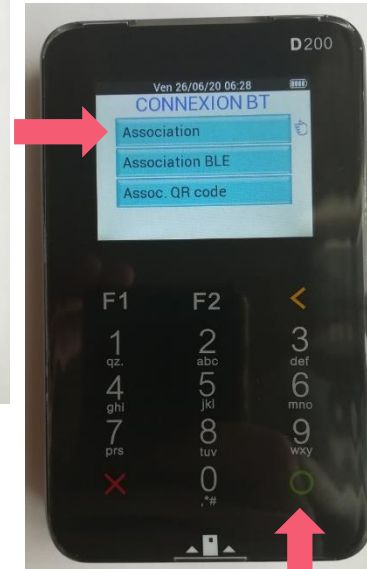 D200
Ven 26/06/20 06:28
CONNEXION BT
Association
Association BLE
Assoc. QR code
F1 F2 <
1 2 3
qz. abc def
4 5 6
ghi jkl mno
7 8 9
prs tuv wxy
0
,*#